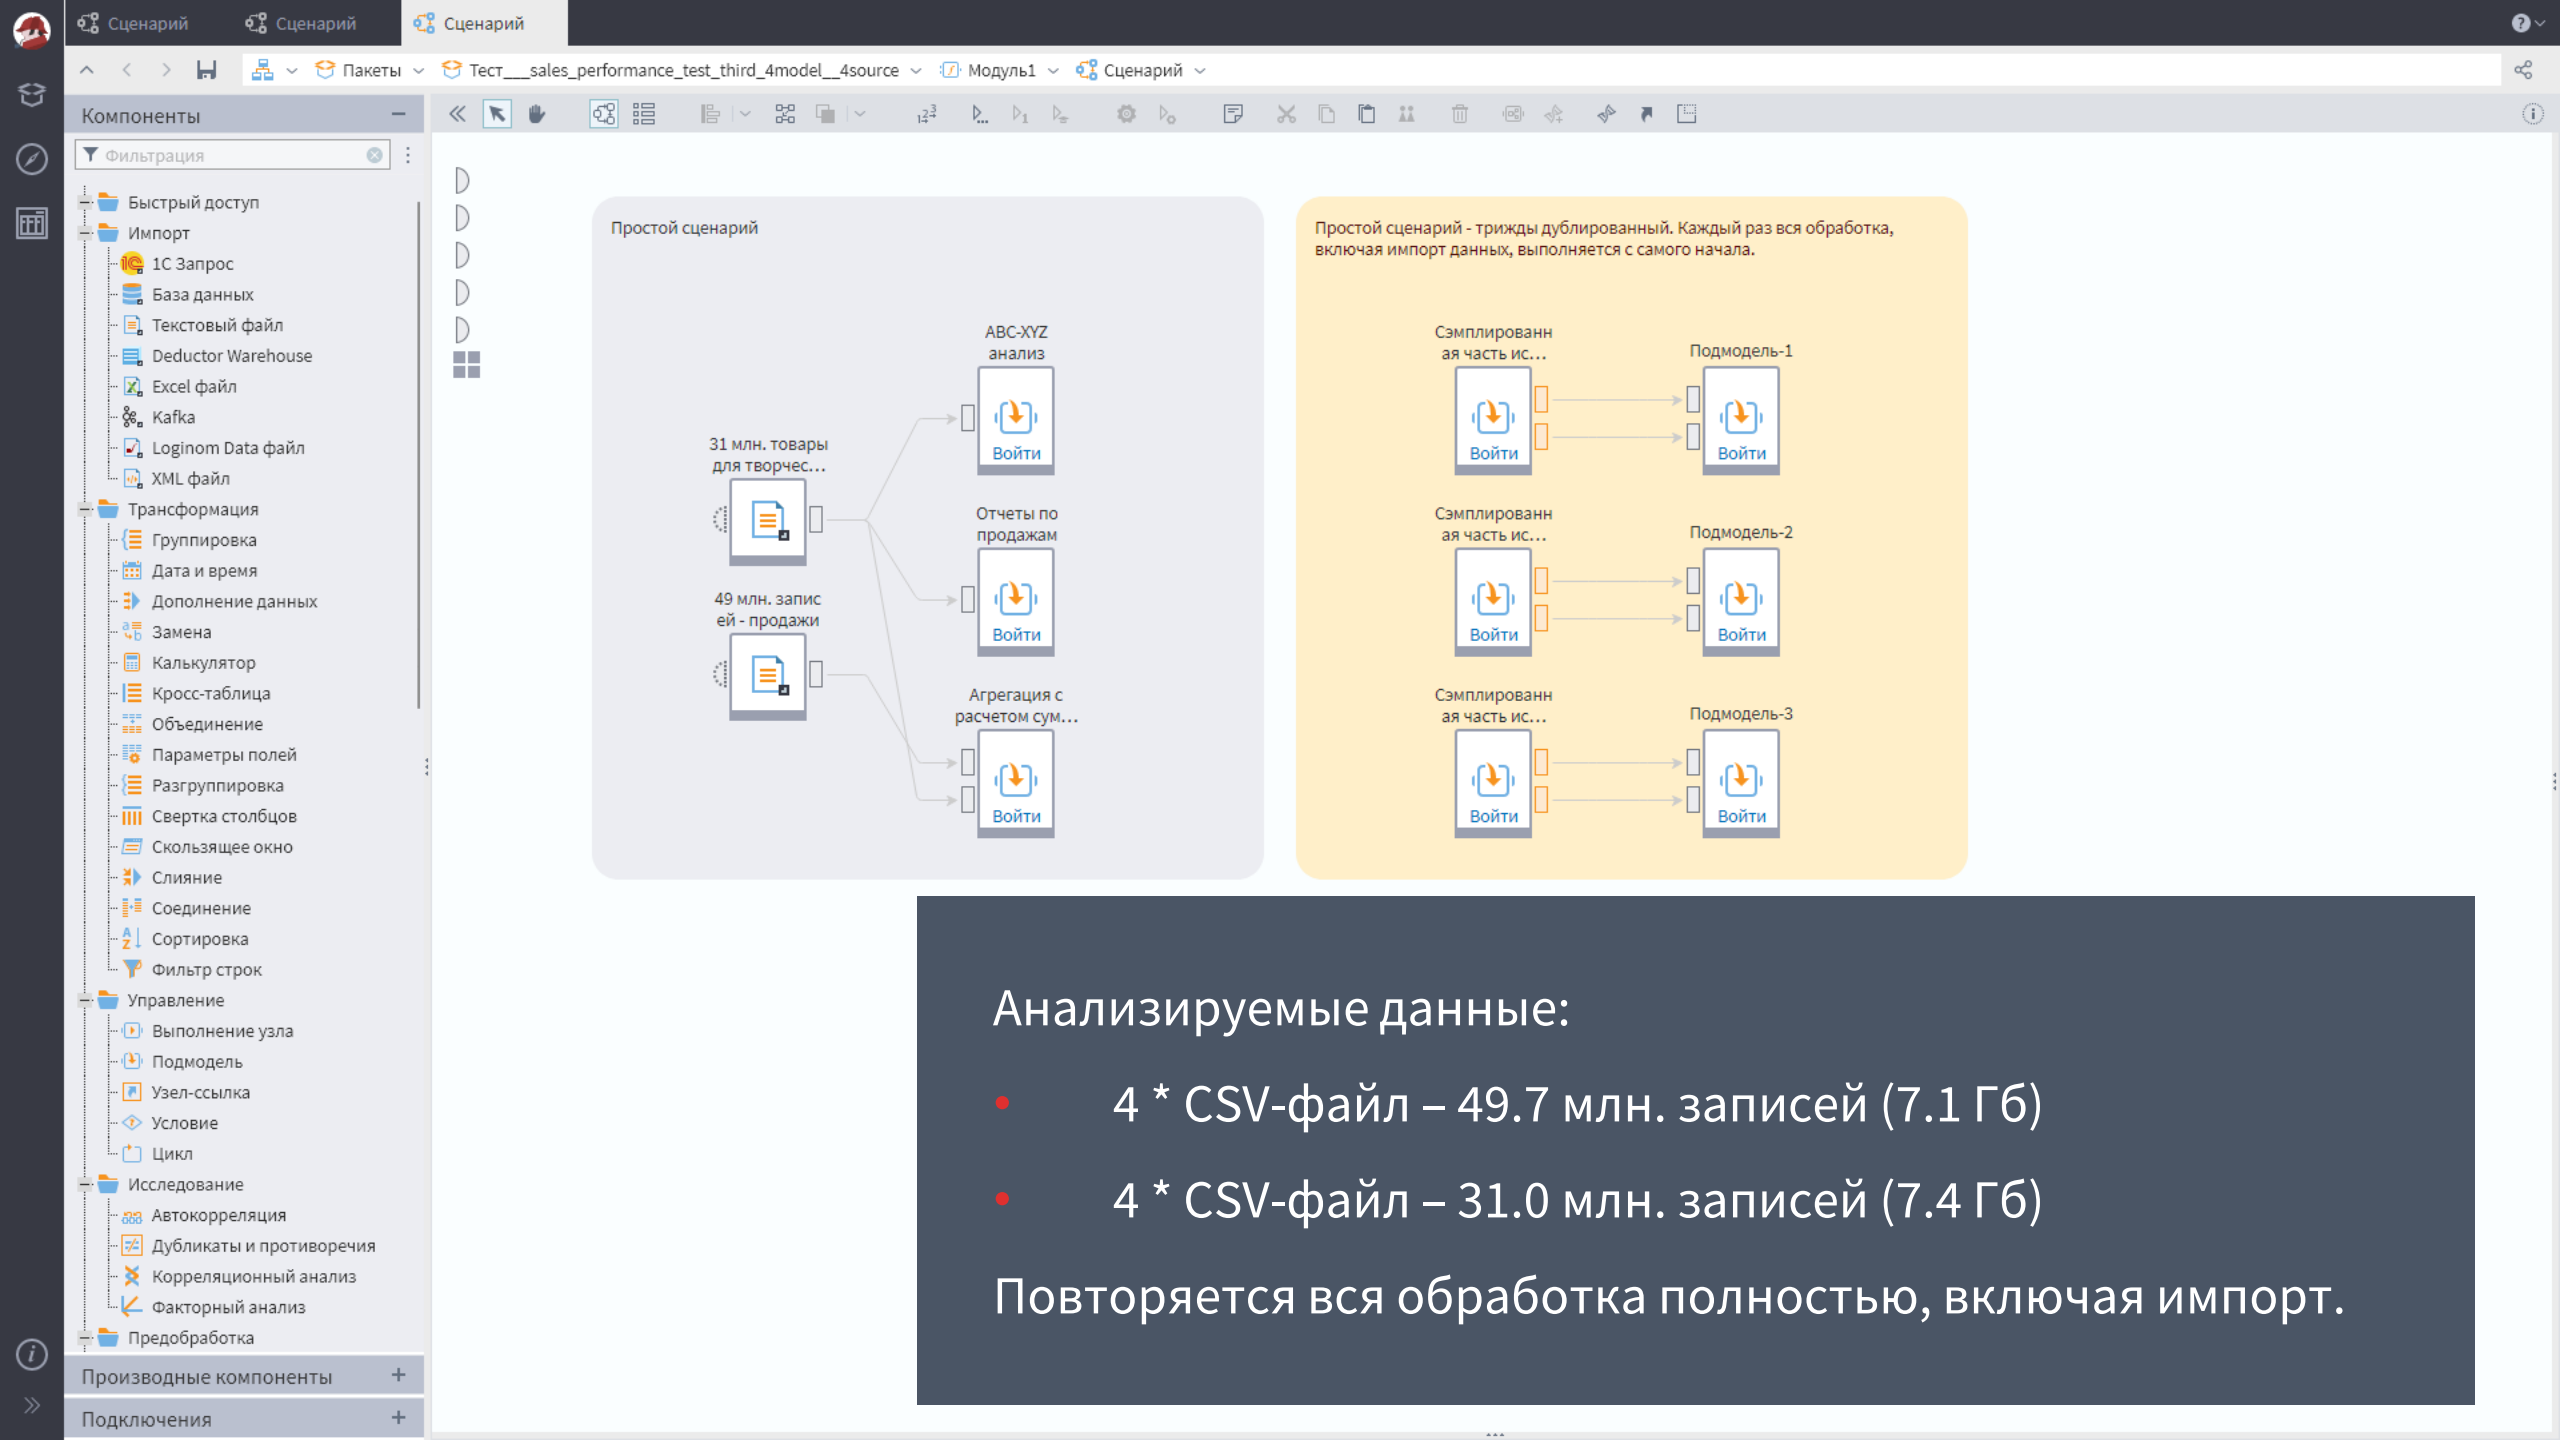 Сценарий
Сценарий
Сценарий
Пакеты
Тест___sales_performance_test_third_4model__4source
Модуль1
Сценарий
Компоненты
Фильтрация
Быстрый доступ
Импорт
1С Запрос
База данных
Текстовый файл
Deductor Warehouse
Excel файл
Kafka
Loginom Data файл
XML файл
Трансформация
Группировка
Дата и время
Дополнение данных
Замена
Калькулятор
Кросс-таблица
Объединение
Параметры полей
Разгруппировка
Свертка столбцов
Скользящее окно
Слияние
Соединение
Сортировка
Фильтр строк
Управление
Выполнение узла
Подмодель
Узел-ссылка
Условие
Цикл
Исследование
Автокорреляция
Дубликаты и противоречия
Корреляционный анализ
Факторный анализ
Предобработка
Производные компоненты
Подключения
Простой сценарий
31 млн. товары
для творчес...
49 млн. запис
ей - продажи
ABC-XYZ
анализ
Войти
Отчеты по
продажам
Войти
Агрегация с
расчетом сум...
Войти
Простой сценарий - трижды дублированный. Каждый раз вся обработка,
включая импорт данных, выполняется с самого начала.
Сэмплированн
ая часть ис...
Войти
Подмодель-1
Войти
Сэмплированн
ая часть ис...
Войти
Подмодель-2
Войти
Сэмплированн
ая часть ис...
Войти
Подмодель-3
Войти
Анализируемые данные:
• 4 * CSV-файл – 49.7 млн. записей (7.1 Гб)
• 4 * CSV-файл – 31.0 млн. записей (7.4 Гб)
Повторяется вся обработка полностью, включая импорт.